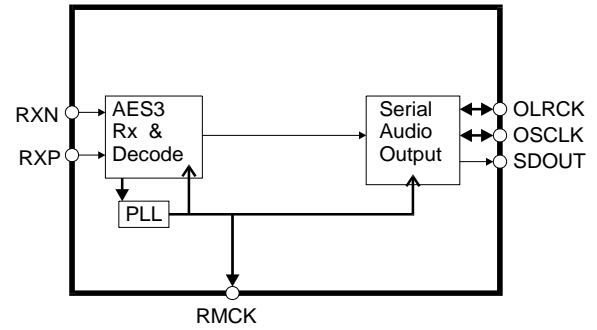 RXN
RXP
AES3
Rx &
Decode
PLL
Serial
Audio
Output
OLRCK
OSCLK
SDOUT
RMCK